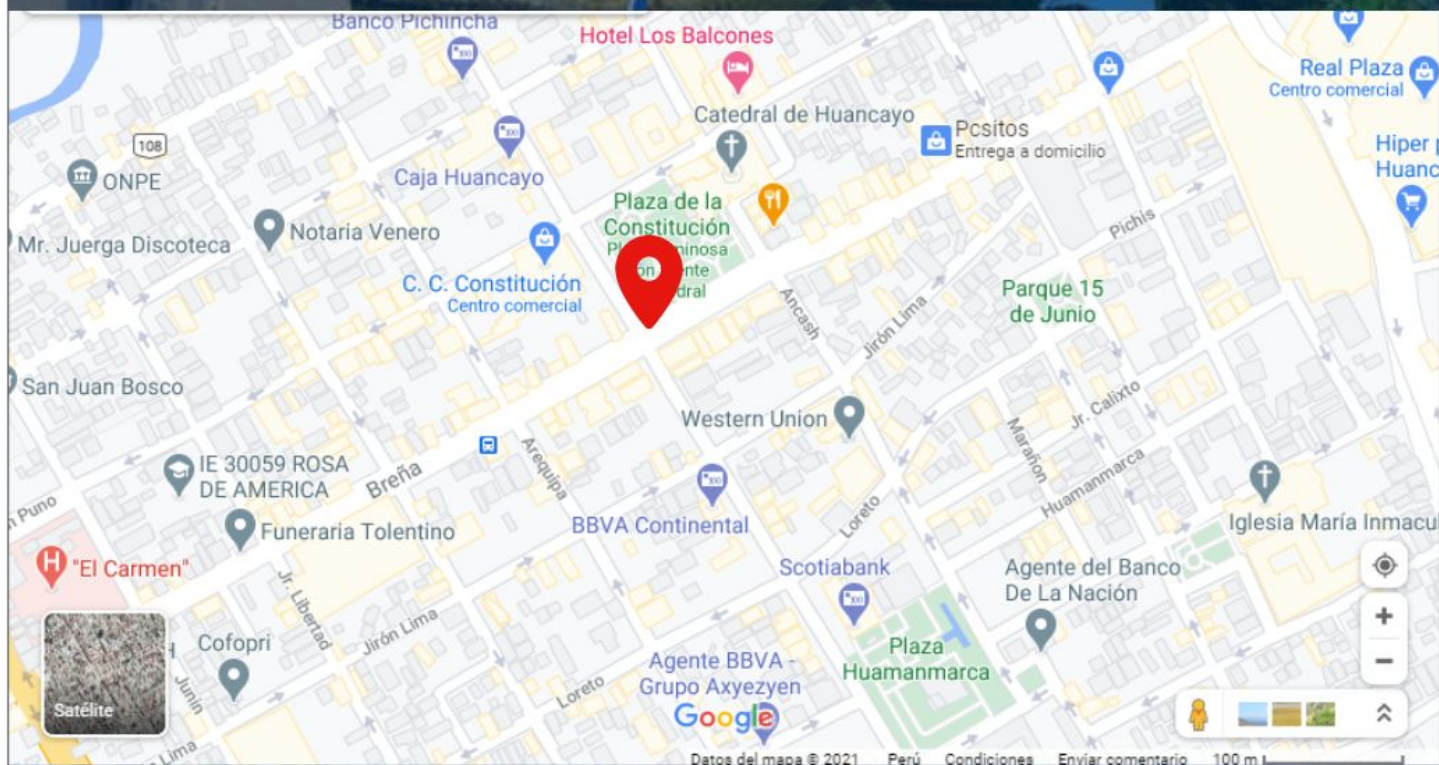 Banco Pichincha
Hotel Los Balcones
Real Plaza
Centro comercial
Catedral de Huancayo
Pcsitos
Entrega a domicilio
108
ONPE
Caja Huancayo
Hiper
Huanc
Plaza de la
Constitución
Mr. Juerga Discoteca
Notaria Venero
Pichis
C. C. Constitución
Centro comercial
Parque 15
de Junio
Ancash
Jirón Lima
San Juan Bosco
Western Union
Jr. Calixto
Marañon
Arequipa
IE 30059 ROSA
DE AMERICA
Breña
Huamanmarca
Puno
Funeraria Tolentino
BBVA Continental
Loreto
Iglesia María Inmacul
"El Carmen"
Scotiabank
Agente del Banco
De La Nación
Jr. Libertad
Jirón Lima
Cofopri
Plaza
Huamanmarca
Agente BBVA -
Grupo Axyezyen
Loreto
Junin
Satélite
Google
Lima
Datos del mapa © 2021 Perú Condiciones Enviar comentario 100 m